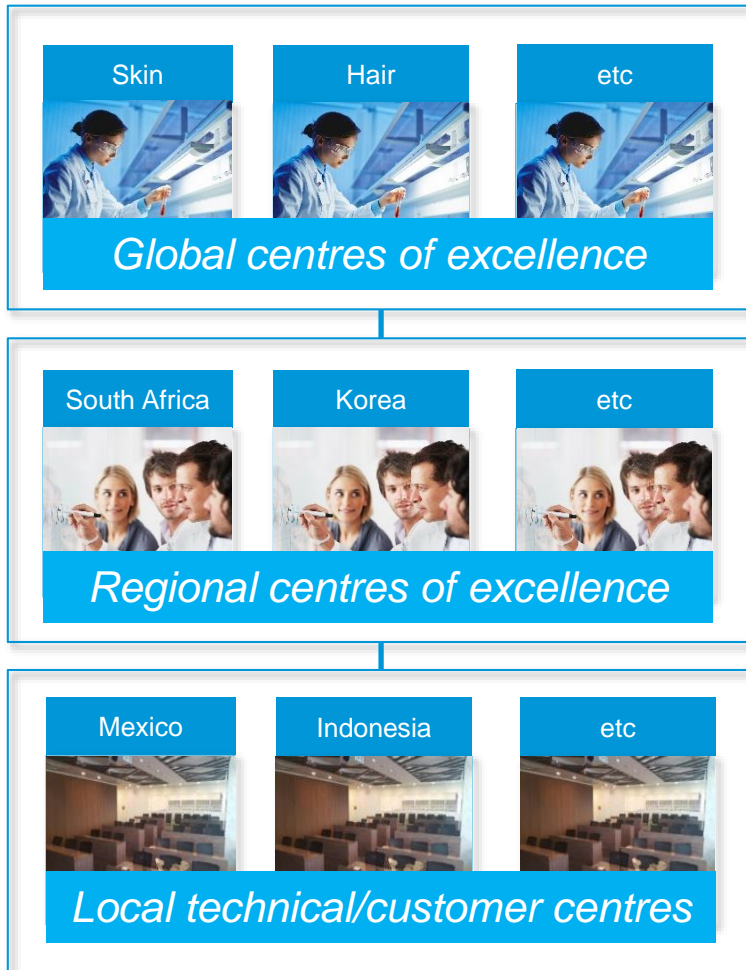 Skin
Hair
etc
Global centres of excellence
South Africa
Korea
etc
Regional centres of excellence
Mexico
Indonesia
etc
Local technical/customer centres